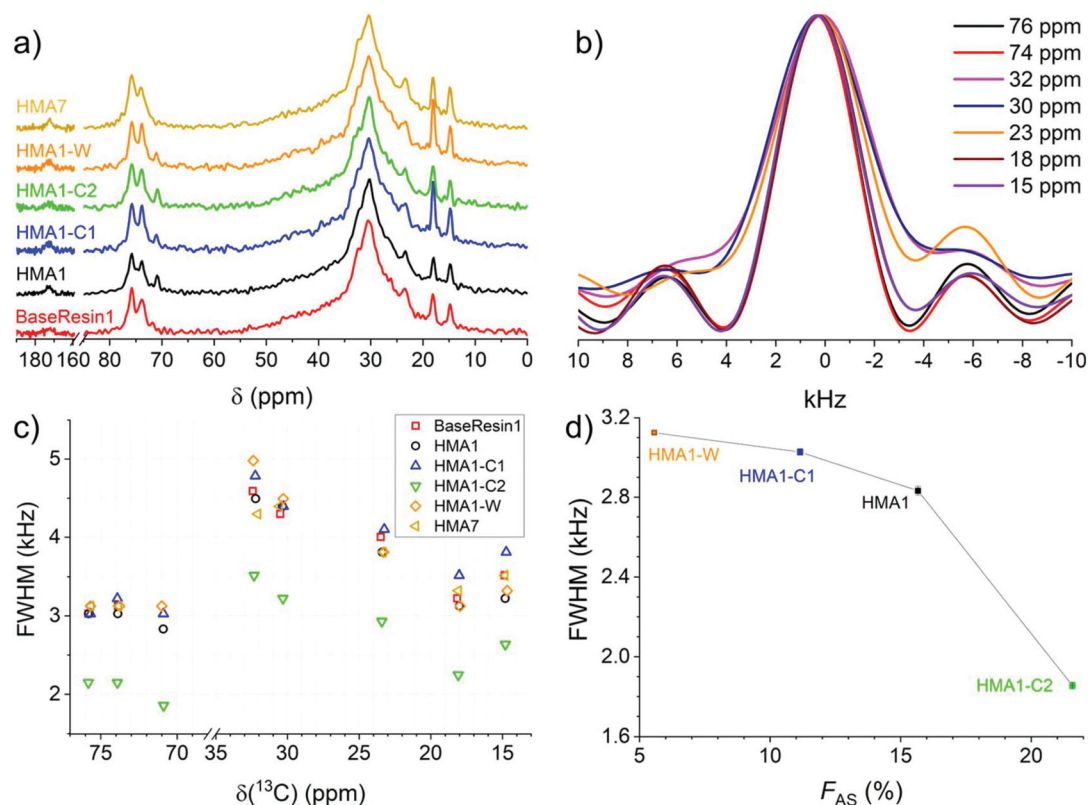 a)
HMA7
HMA1-W
HMA1-C2
HMA1-C1
HMA1
BaseResin1
180 160 80 70 60 50 40 30 20 10 0
δ (ppm)
b)
76 ppm
74 ppm
32 ppm
30 ppm
23 ppm
18 ppm
15 ppm
10 8 6 4 2 0 -2 -4 -6 -8 -10
kHz
c)
BaseResin1
HMA1
HMA1-C1
HMA1-C2
HMA1-W
HMA7
5
4
3
2
FWHM (kHz)
75 70 35 30 25 20 15
δ(¹³C) (ppm)
d)
3.2
2.8
2.4
2.0
1.6
FWHM (kHz)
HMA1-W
HMA1-C1
HMA1
HMA1-C2
5 10 15 20
F_AS (%)